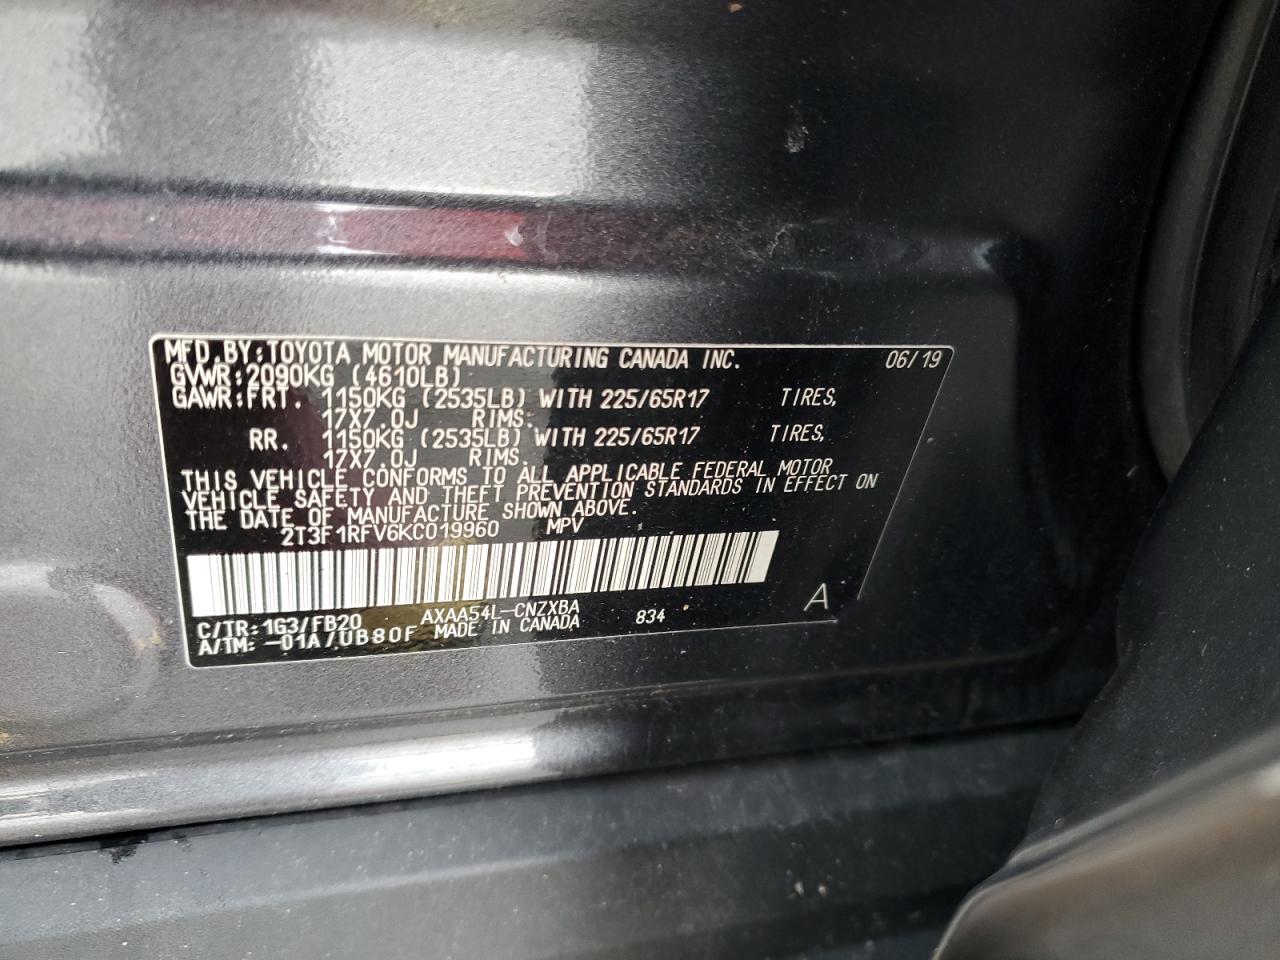 MFD.BY:TOYOTA MOTOR MANUFACTURING CANADA INC. 06/19
GVWR:2090KG (4610LB)
GAWR:FRT. 1150KG (2535LB) WITH 225/65R17 TIRES,
17X7.0J RIMS.
RR. 1150KG (2535LB) WITH 225/65R17 TIRES,
17X7.0J RIMS.
THIS VEHICLE CONFORMS TO ALL APPLICABLE FEDERAL MOTOR
VEHICLE SAFETY AND THEFT PREVENTION STANDARDS IN EFFECT ON
THE DATE OF MANUFACTURE SHOWN ABOVE.
2T3F1RFV6KC019960 MPV
C/TR:1G3/FB20 AXAA54L-CNZXBA 834 A
A/TM: -01A/UB80F MADE IN CANADA